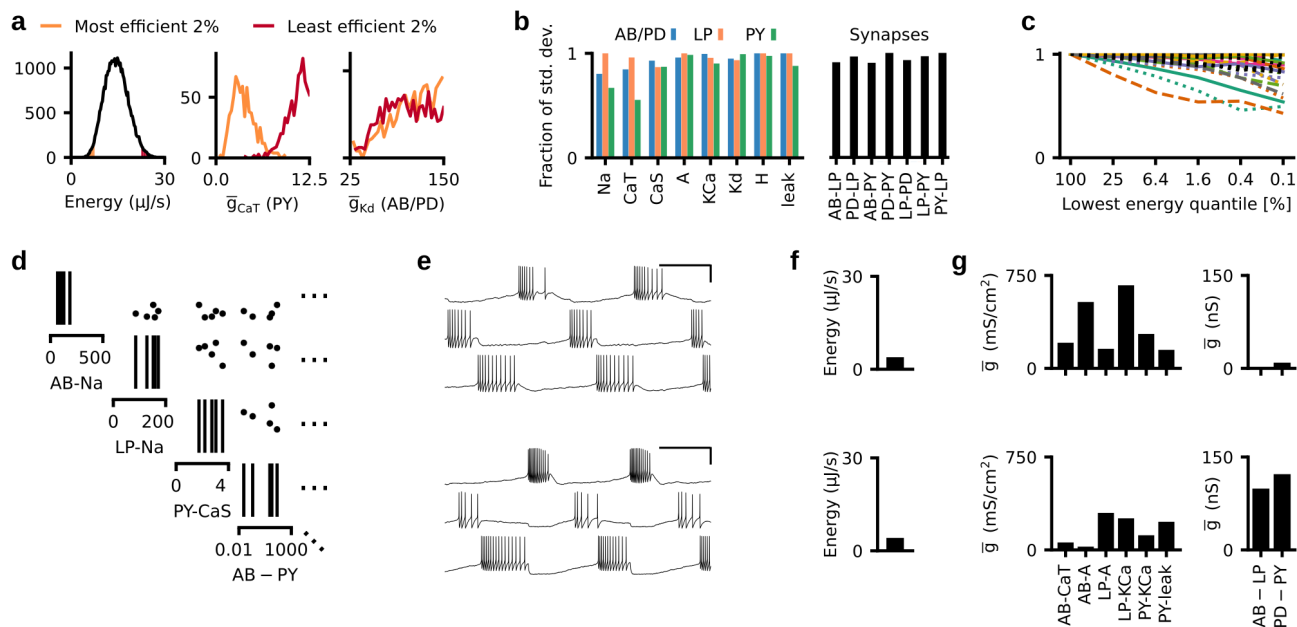 a
Most efficient 2%
Least efficient 2%
1000
500
0
0
30
Energy (μJ/s)
50
0
0.0
12.5
g̅CaT (PY)
25
150
g̅Kd (AB/PD)
b
AB/PD
LP
PY
Synapses
Fraction of std. dev.
1
0
Na
CaT
CaS
A
KCa
Kd
H
leak
1
0
AB-LP
PD-LP
AB-PY
PD-PY
LP-PD
LP-PY
PY-LP
c
1
0
100
25
6.4
1.6
0.4
0.1
Lowest energy quantile [%]
d
0
500
AB-Na
0
200
LP-Na
0
4
PY-CaS
0.01
1000
AB − PY
e
f
Energy (μJ/s)
30
0
Energy (μJ/s)
30
0
g
g̅ (mS/cm²)
750
0
g̅ (nS)
150
0
g̅ (mS/cm²)
750
0
AB-CaT
AB-A
LP-A
LP-KCa
PY-KCa
PY-leak
g̅ (nS)
150
0
AB − LP
PD − PY